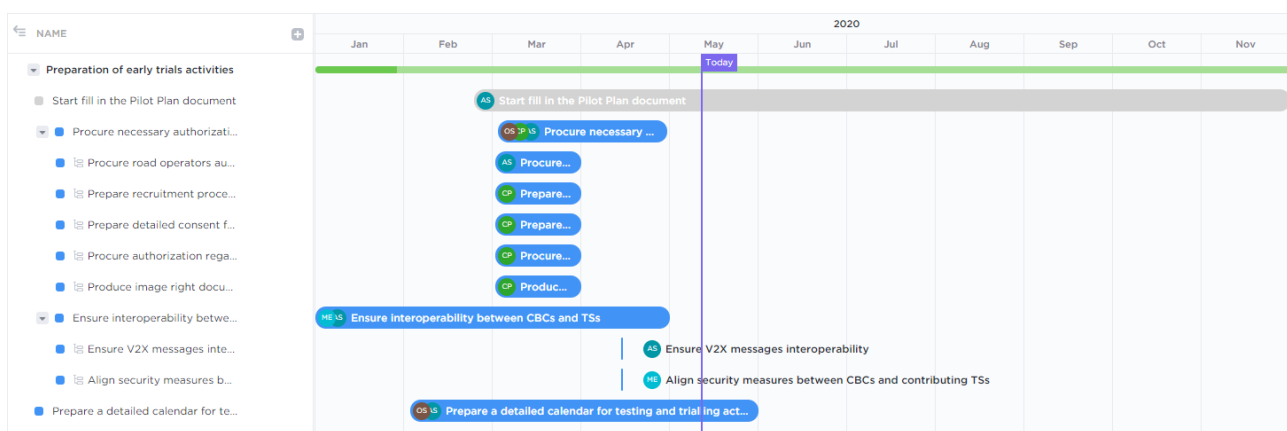 2020
NAME
Jan Feb Mar Apr May Jun Jul Aug Sep Oct Nov
Today
Preparation of early trials activities
Start fill in the Pilot Plan document AS Start fill in the Pilot Plan document
Procure necessary authorizati... OS CP AS Procure necessary ...
Procure road operators au... AS Procure...
Prepare recruitment proce... CP Prepare...
Prepare detailed consent f... CP Prepare...
Procure authorization rega... CP Procure...
Produce image right docu... CP Produc...
Ensure interoperability betwe... ME AS Ensure interoperability between CBCs and TSs
Ensure V2X messages inte... AS Ensure V2X messages interoperability
Align security measures b... ME Align security measures between CBCs and contributing TSs
Prepare a detailed calendar for te... OS AS Prepare a detailed calendar for testing and trialling act...